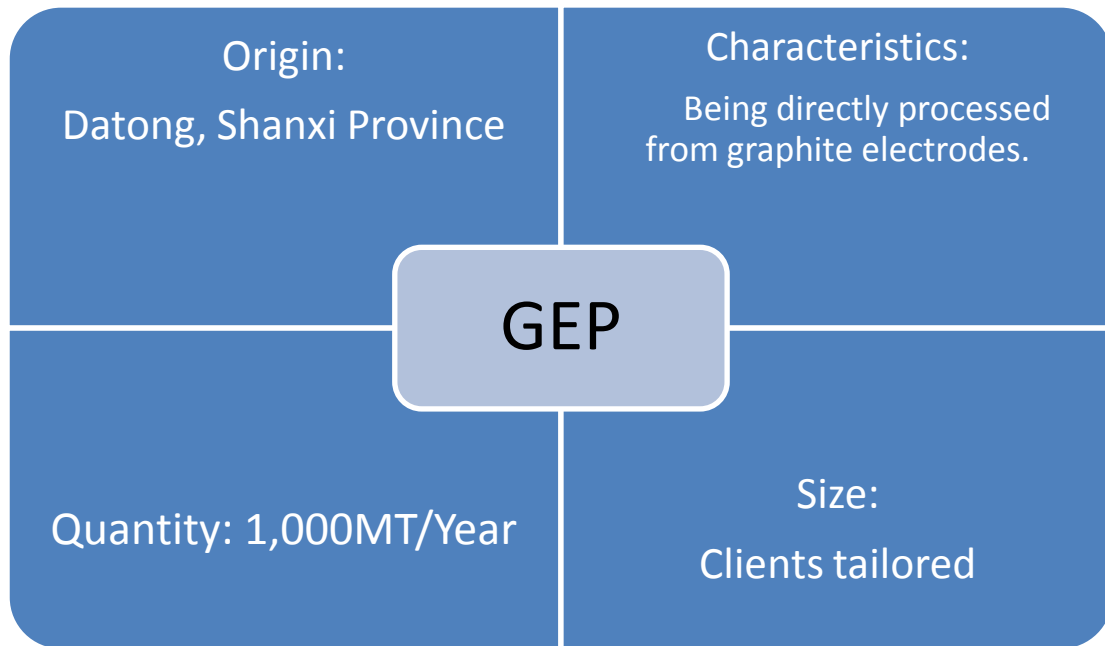 Origin:
Datong, Shanxi Province
Characteristics:
Being directly processed
from graphite electrodes.
GEP
Quantity: 1,000MT/Year
Size:
Clients tailored